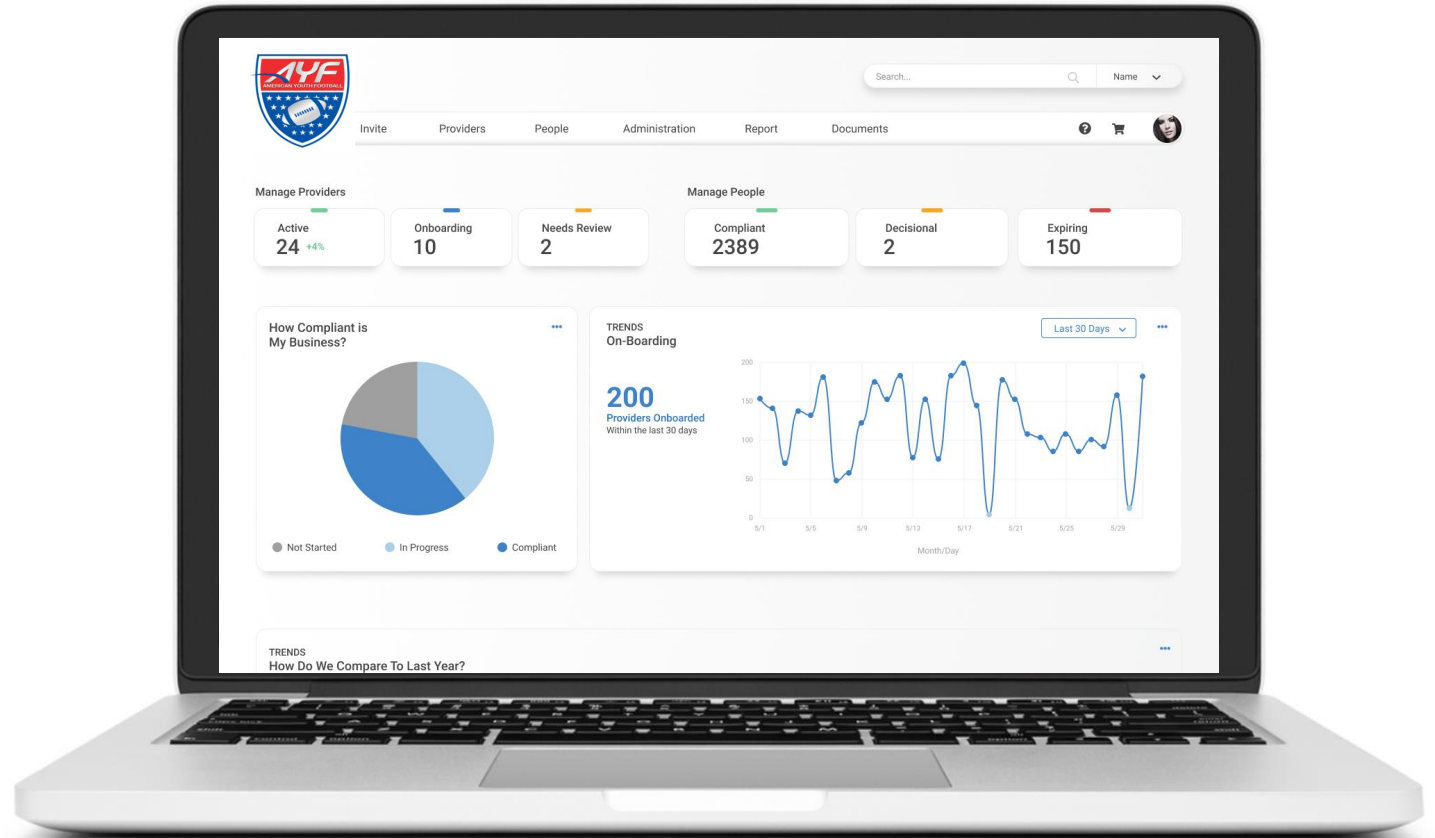 AYF
AMERICAN YOUTH FOOTBALL
Search...
Name
Invite Providers People Administration Report Documents
Manage Providers
Active
24 +4%
Onboarding
10
Needs Review
2
Manage People
Compliant
2389
Decisional
2
Expiring
150
How Compliant is
My Business?
Not Started In Progress Compliant
TRENDS
On-Boarding
Last 30 Days
200
Providers Onboarded
Within the last 30 days
200
150
100
50
0
5/1 5/5 5/9 5/13 5/17 5/21 5/25 5/29
Month/Day
TRENDS
How Do We Compare To Last Year?
control option